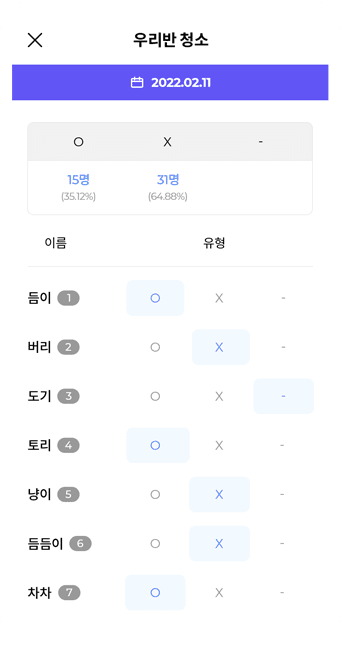 우리반 청소
2022.02.11
O X -
15명 31명
(35.12%) (64.88%)
이름 유형
듬이 1 O X -
버리 2 O X -
도기 3 O X -
토리 4 O X -
냥이 5 O X -
듬듬이 6 O X -
차차 7 O X -